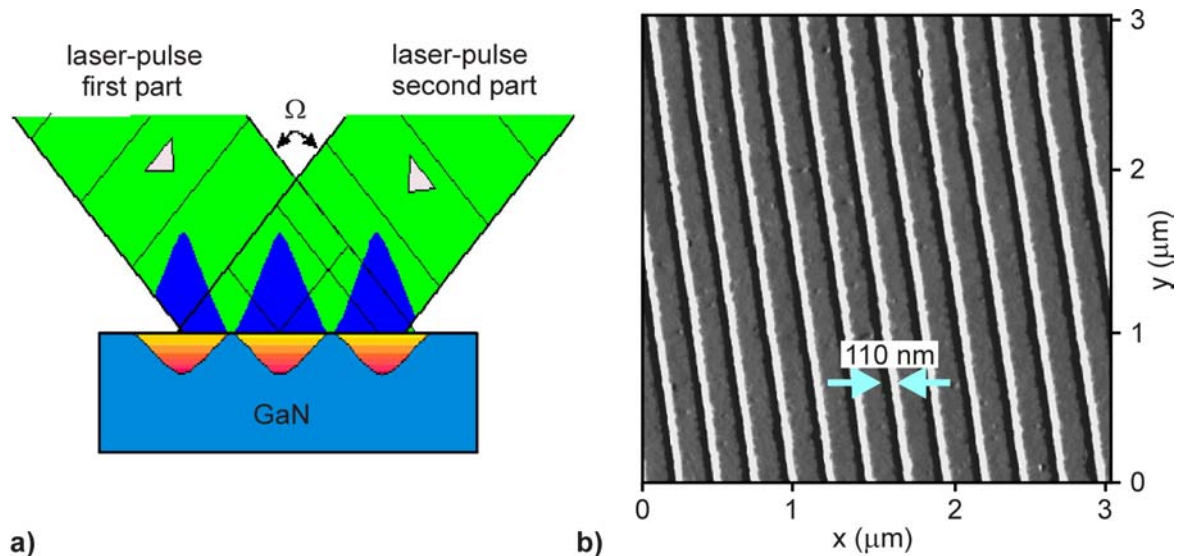 laser-pulse
first part
laser-pulse
second part
Ω
GaN
a)
110 nm
3
2
1
0
y (μm)
0
1
2
3
x (μm)
b)